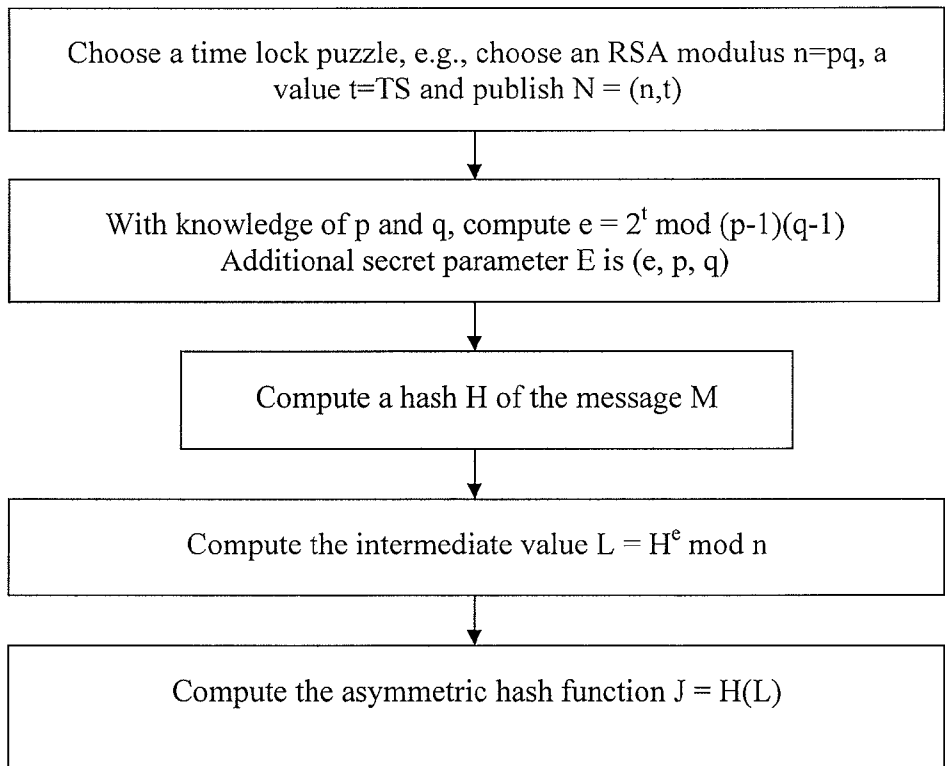 Choose a time lock puzzle, e.g., choose an RSA modulus n=pq, a
value t=TS and publish N = (n,t)
With knowledge of p and q, compute e = 2^t mod (p-1)(q-1)
Additional secret parameter E is (e, p, q)
Compute a hash H of the message M
Compute the intermediate value L = H^e mod n
Compute the asymmetric hash function J = H(L)